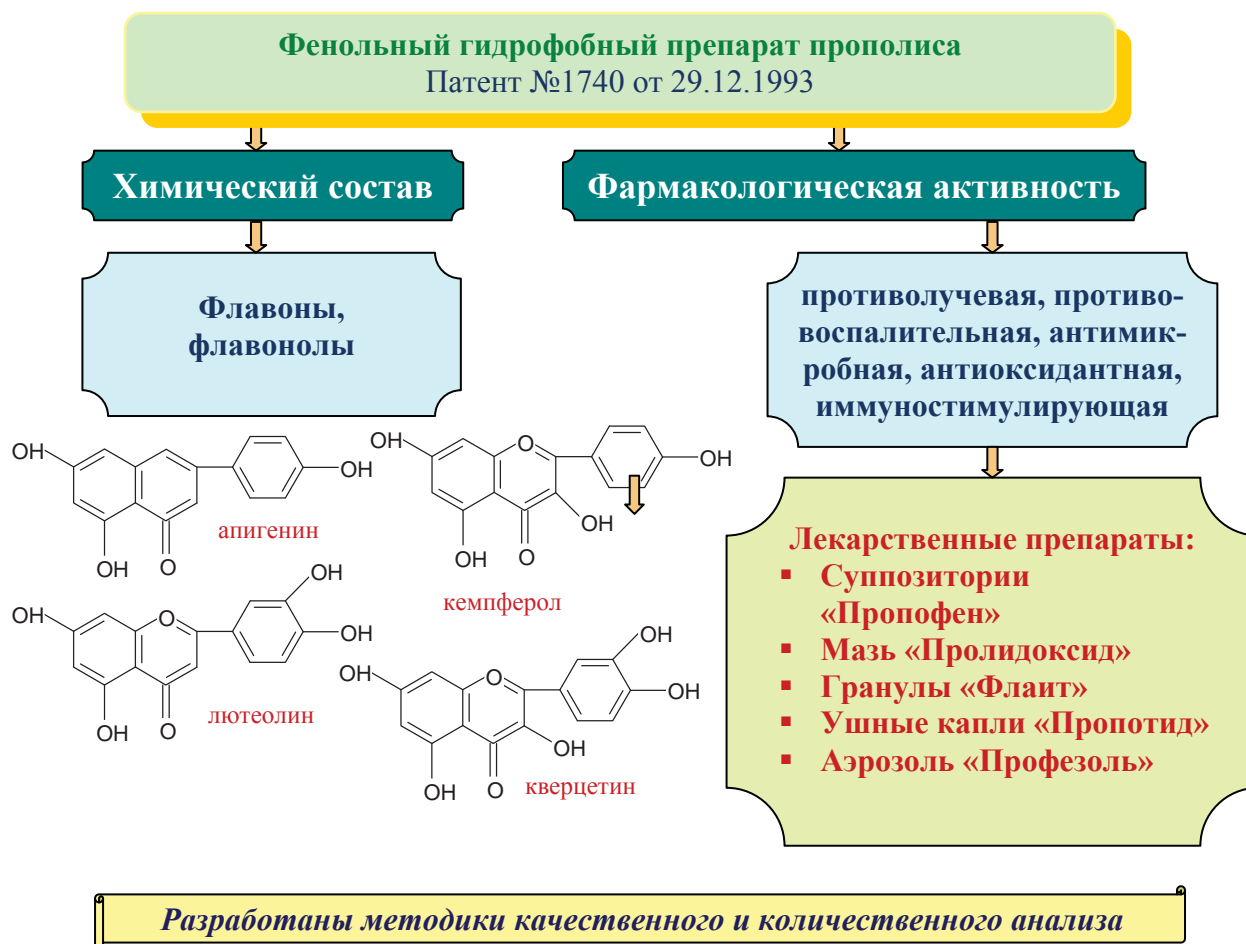 Фенольный гидрофобный препарат прополиса
Патент №1740 от 29.12.1993
Химический состав
Фармакологическая активность
Флавоны,
флавонолы
противолучевая, противо-
воспалительная, антимик-
робная, антиоксидантная,
иммуностимулирующая
OH
OH
OH
O
апигенин
OH
O
OH
OH
OH
O
кемпферол
OH
O
OH
OH
OH
O
лютеолин
OH
O
OH
OH
OH
OH
O
кверцетин
Лекарственные препараты:
▪ Суппозитории
«Пропофен»
▪ Мазь «Пролидоксид»
▪ Гранулы «Флаит»
▪ Ушные капли «Пропотид»
▪ Аэрозоль «Профезоль»
Разработаны методики качественного и количественного анализа